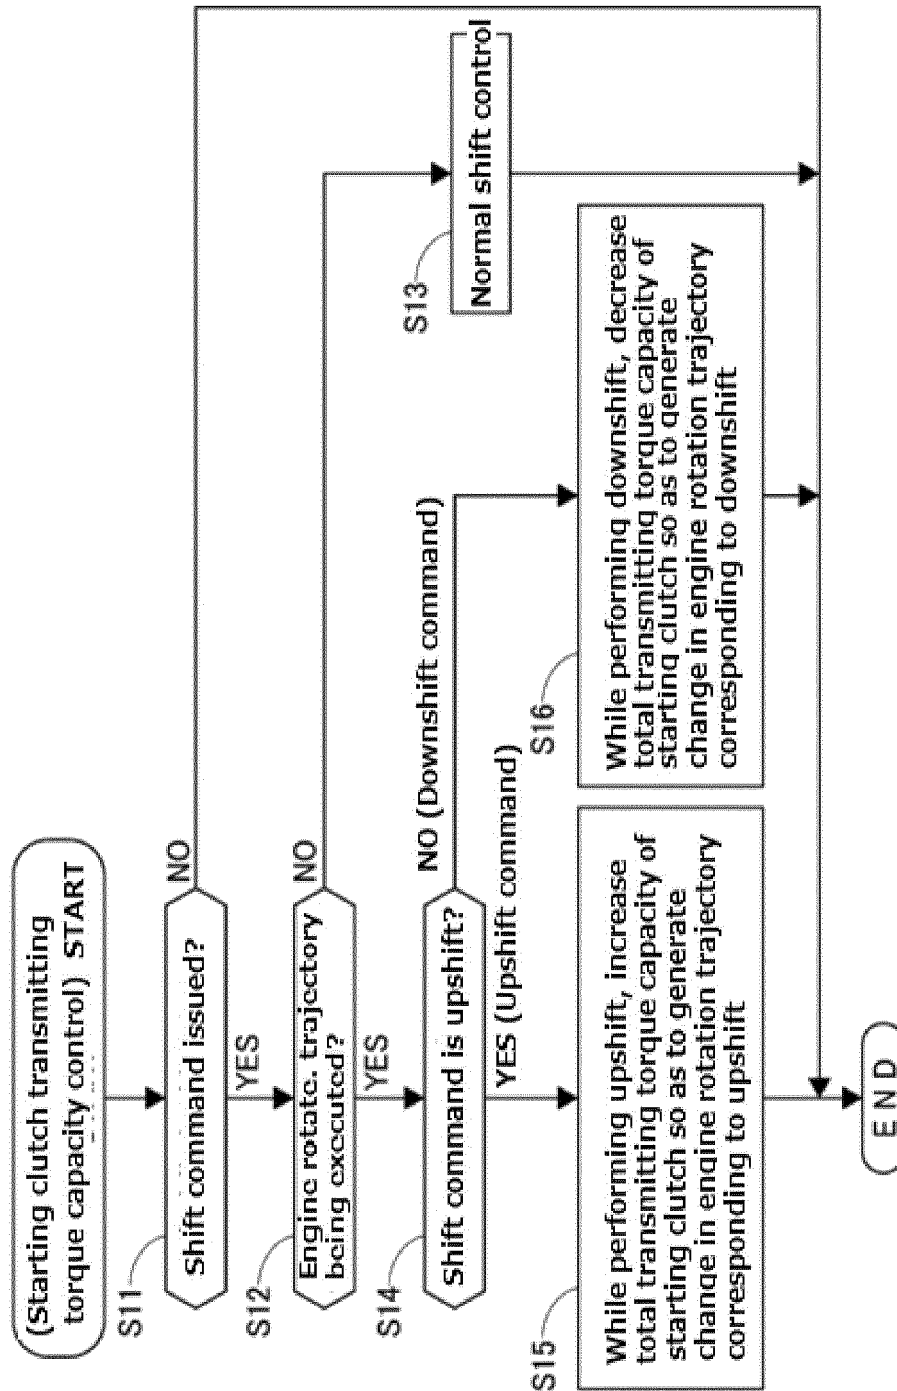 (Starting clutch transmitting
torque capacity control) START
S11
Shift command issued?
NO
YES
S12
Engine rotate. trajectory
being executed?
NO
YES
S13
Normal shift control
S14
Shift command is upshift?
NO (Downshift command)
YES (Upshift command)
S15
While performing upshift, increase
total transmitting torque capacity of
starting clutch so as to generate
change in engine rotation trajectory
corresponding to upshift
S16
While performing downshift, decrease
total transmitting torque capacity of
starting clutch so as to generate
change in engine rotation trajectory
corresponding to downshift
END